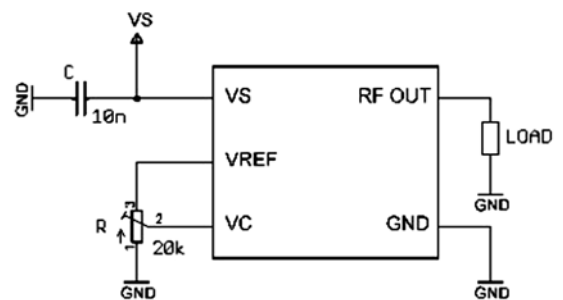 VS
C
GND
10n
VS
RF OUT
LOAD
GND
VREF
3
R
2
1
20k
VC
GND
GND
GND